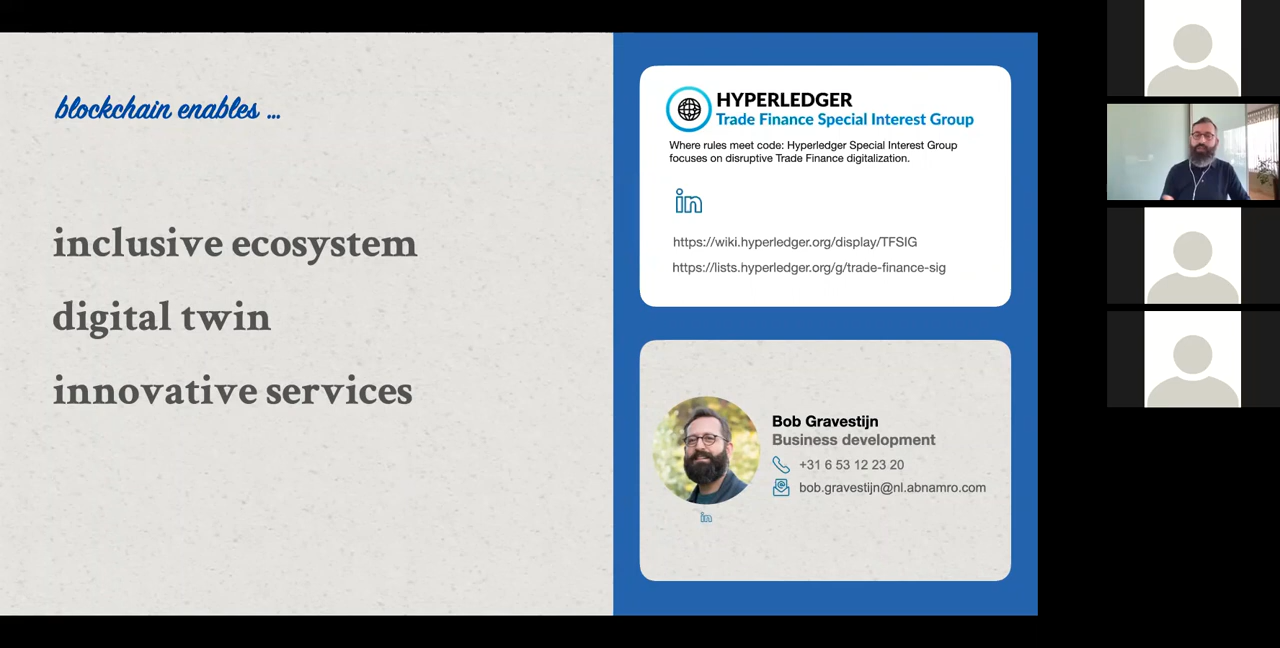 blockchain enables ...
inclusive ecosystem
digital twin
innovative services
HYPERLEDGER
Trade Finance Special Interest Group
Where rules meet code: Hyperledger Special Interest Group
focuses on disruptive Trade Finance digitalization.
in
https://wiki.hyperledger.org/display/TFSIG
https://lists.hyperledger.org/g/trade-finance-sig
Bob Gravestijn
Business development
+31 6 53 12 23 20
bob.gravestijn@nl.abnamro.com
in